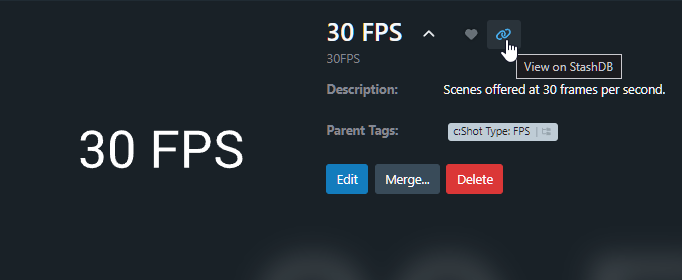 30 FPS
30 FPS
30FPS
View on StashDB
Description: Scenes offered at 30 frames per second.
Parent Tags: c:Shot Type: FPS
Edit Merge... Delete